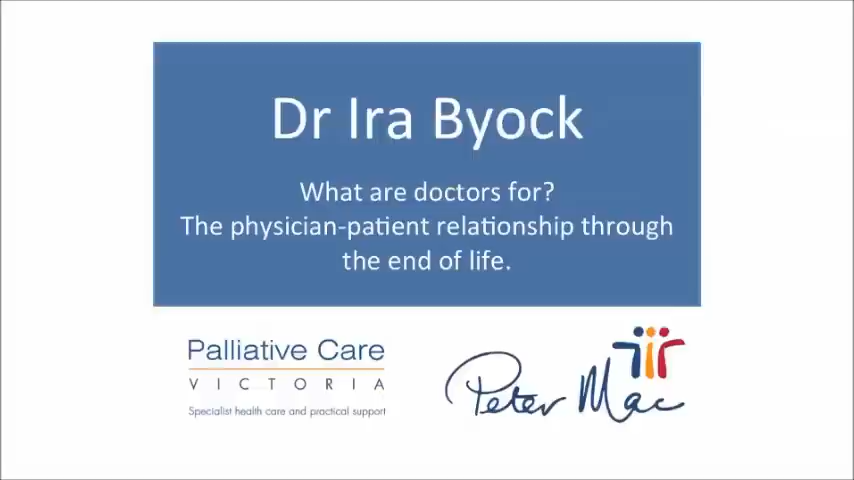 Dr Ira Byock
What are doctors for?
The physician-patient relationship through
the end of life.
Palliative Care
VICTORIA
Specialist health care and practical support
Peter Mac